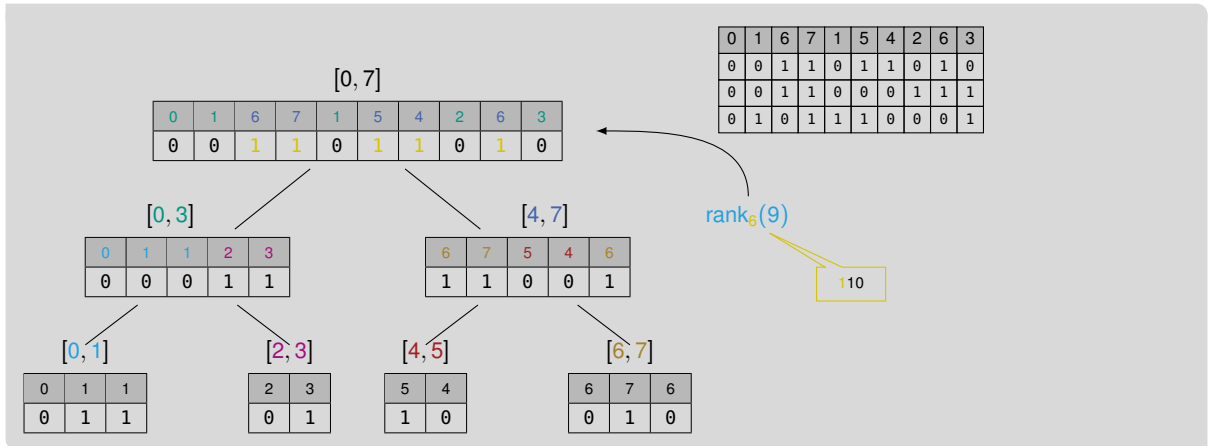 0 1 6 7 1 5 4 2 6 3
0 0 1 1 0 1 1 0 1 0
0 0 1 1 0 0 0 1 1 1
0 1 0 1 1 1 0 0 0 1
[0, 7]
0 1 6 7 1 5 4 2 6 3
0 0 1 1 0 1 1 0 1 0
[0, 3]
[4, 7]
rank₆(9)
0 1 1 2 3
0 0 0 1 1
6 7 5 4 6
1 1 0 0 1
110
[0, 1]
[2, 3]
[4, 5]
[6, 7]
0 1 1
0 1 1
2 3
0 1
5 4
1 0
6 7 6
0 1 0